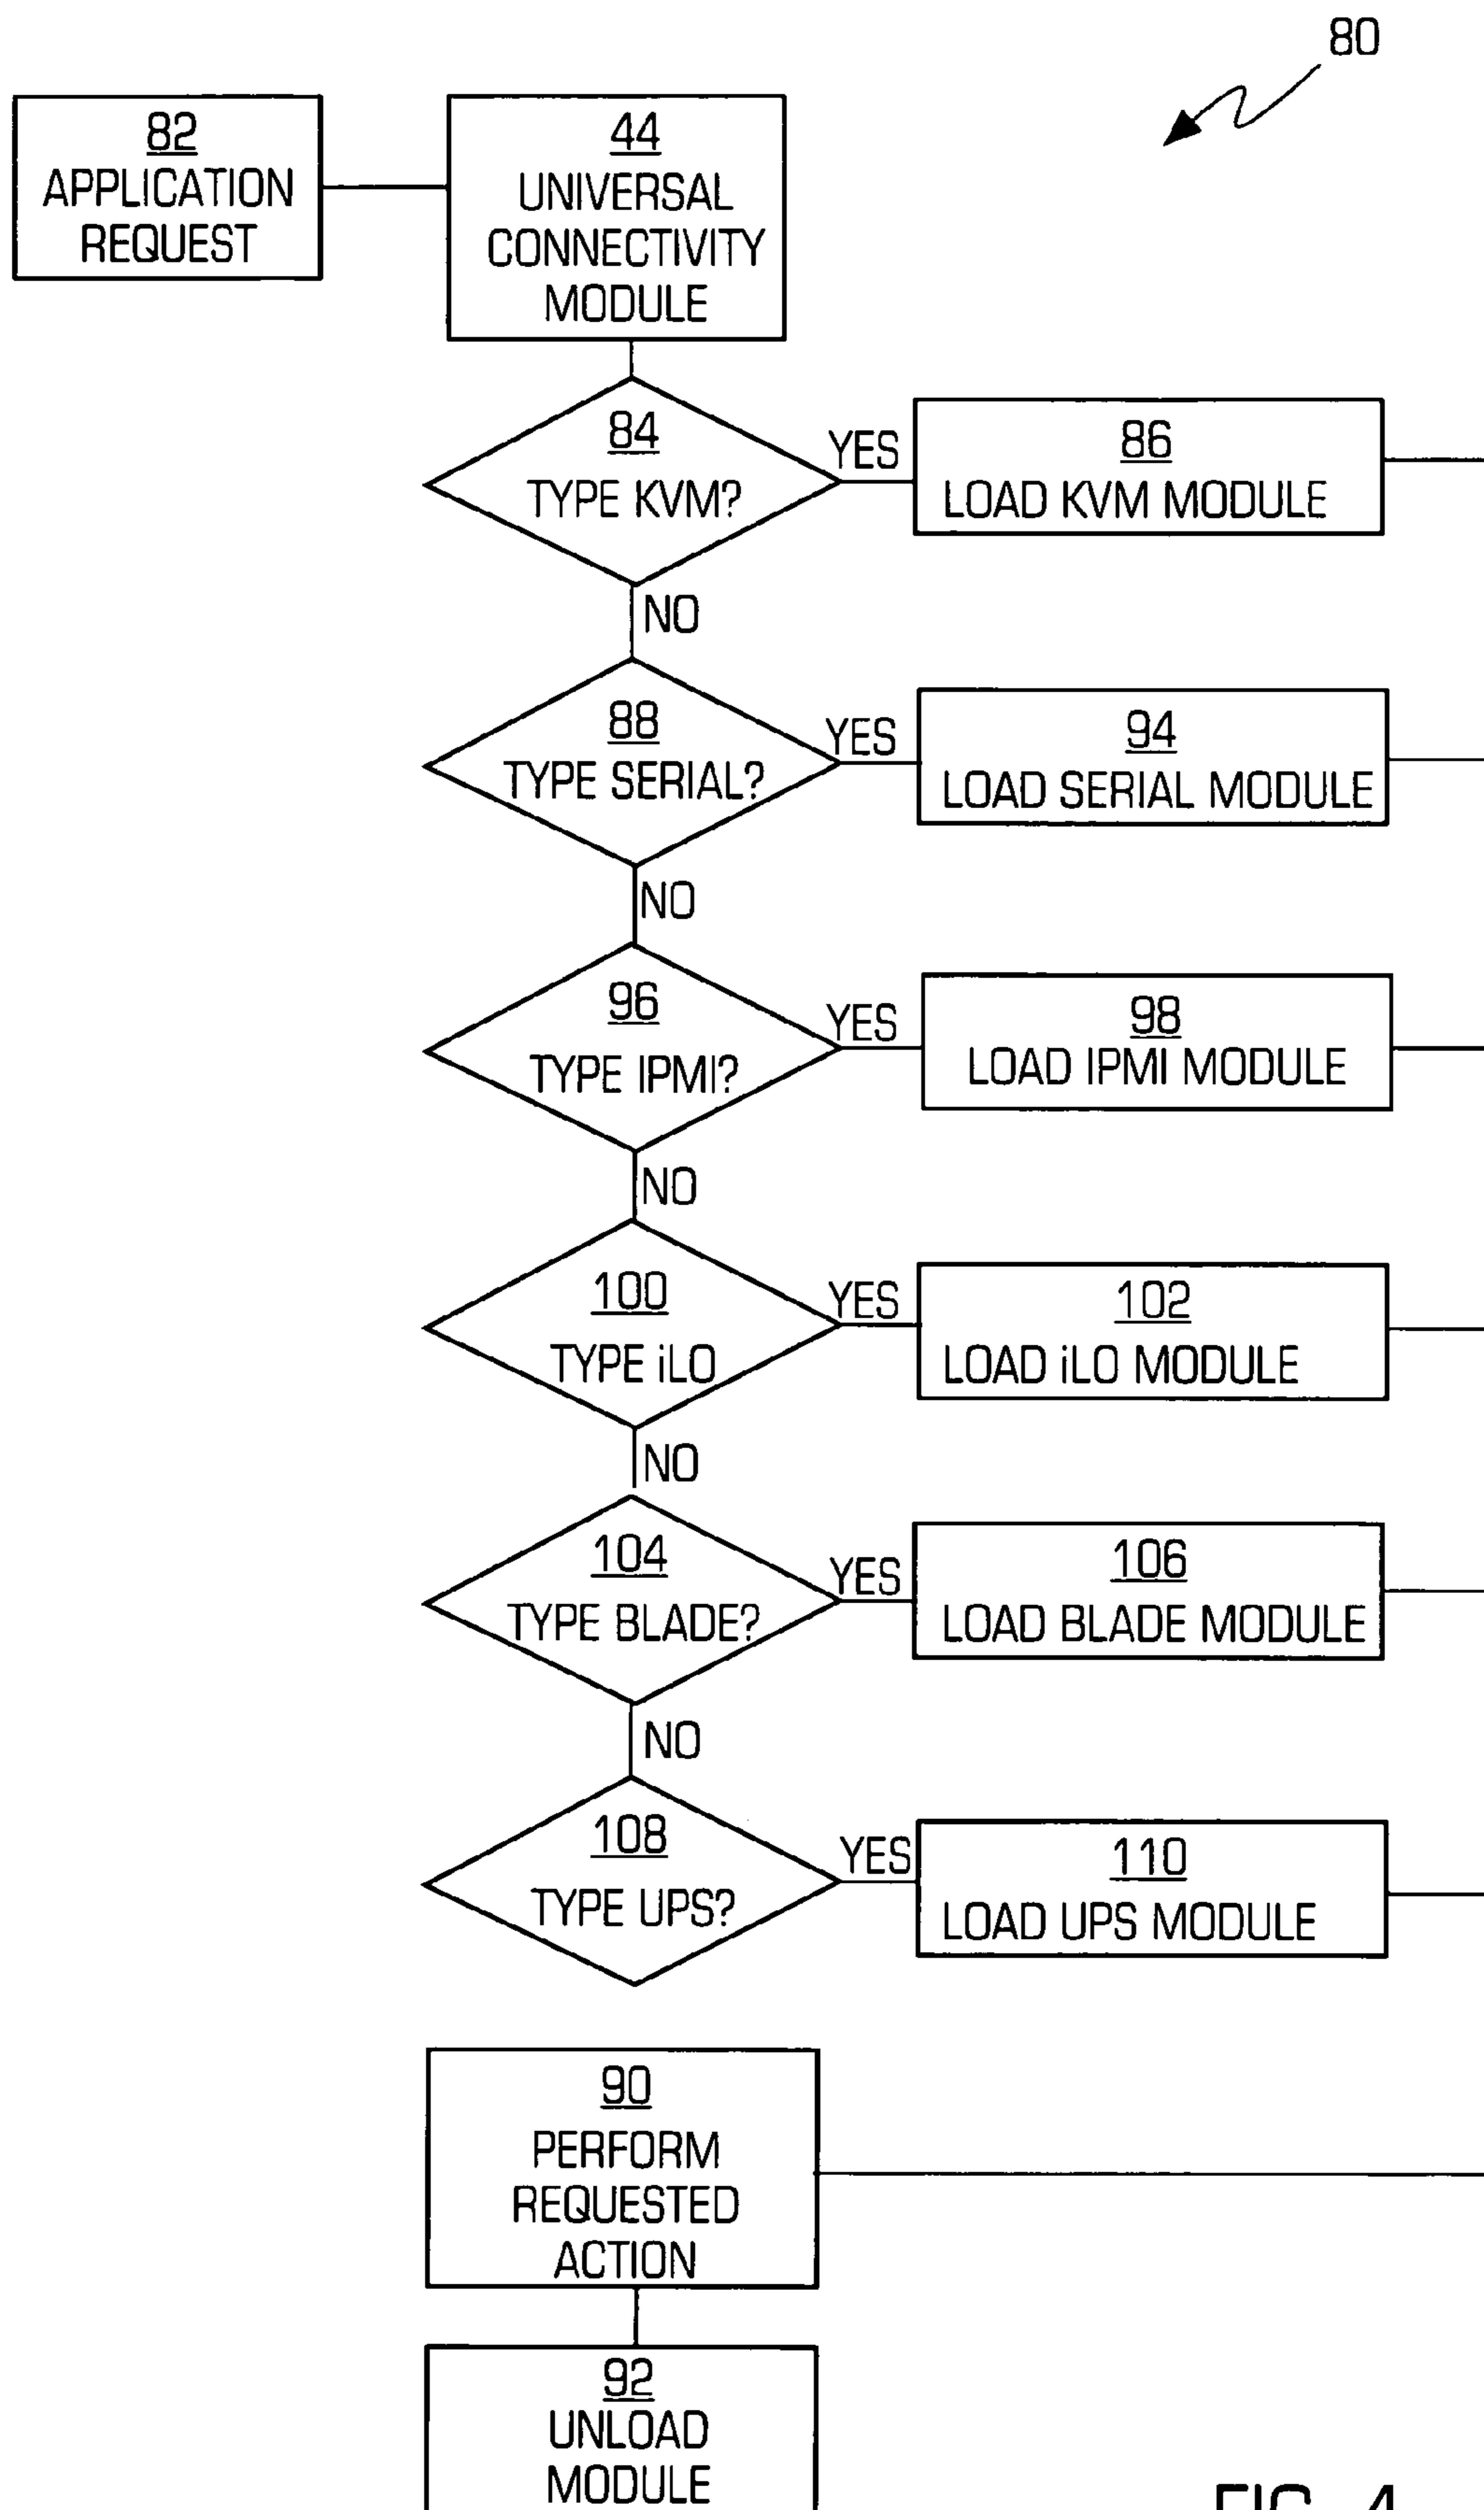 80
82
APPLICATION
REQUEST
44
UNIVERSAL
CONNECTIVITY
MODULE
84
TYPE KVM?
YES
86
LOAD KVM MODULE
NO
88
TYPE SERIAL?
YES
94
LOAD SERIAL MODULE
NO
96
TYPE IPMI?
YES
98
LOAD IPMI MODULE
NO
100
TYPE iLO
YES
102
LOAD iLO MODULE
NO
104
TYPE BLADE?
YES
106
LOAD BLADE MODULE
NO
108
TYPE UPS?
YES
110
LOAD UPS MODULE
90
PERFORM
REQUESTED
ACTION
92
UNLOAD
MODULE
FIG. 4